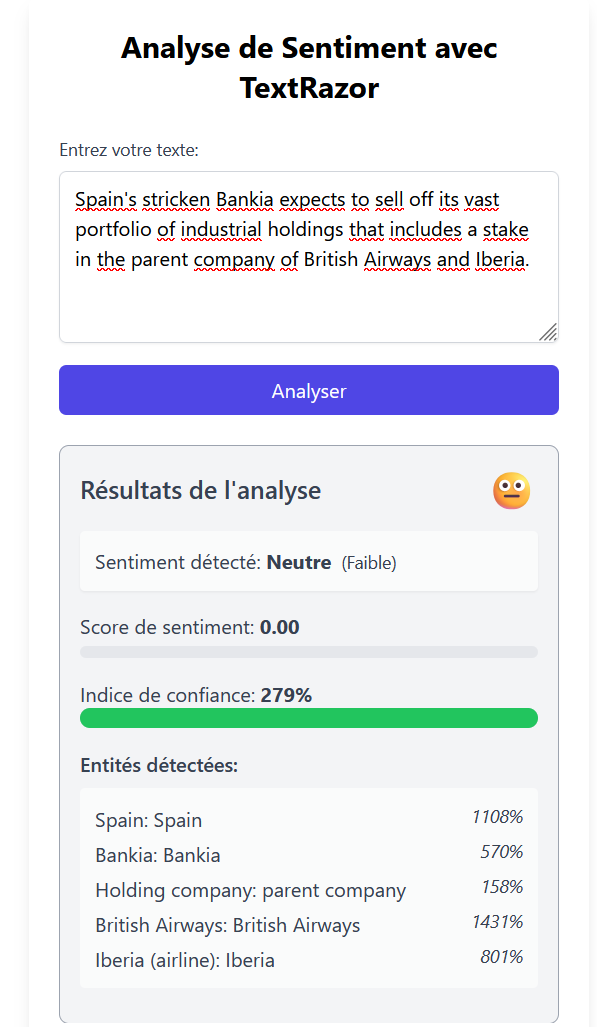 Analyse de Sentiment avec
TextRazor
Entrez votre texte:
Spain's stricken Bankia expects to sell off its vast
portfolio of industrial holdings that includes a stake
in the parent company of British Airways and Iberia.
Analyser
Résultats de l'analyse
Sentiment détecté: Neutre (Faible)
Score de sentiment: 0.00
Indice de confiance: 279%
Entités détectées:
Spain: Spain 1108%
Bankia: Bankia 570%
Holding company: parent company 158%
British Airways: British Airways 1431%
Iberia (airline): Iberia 801%